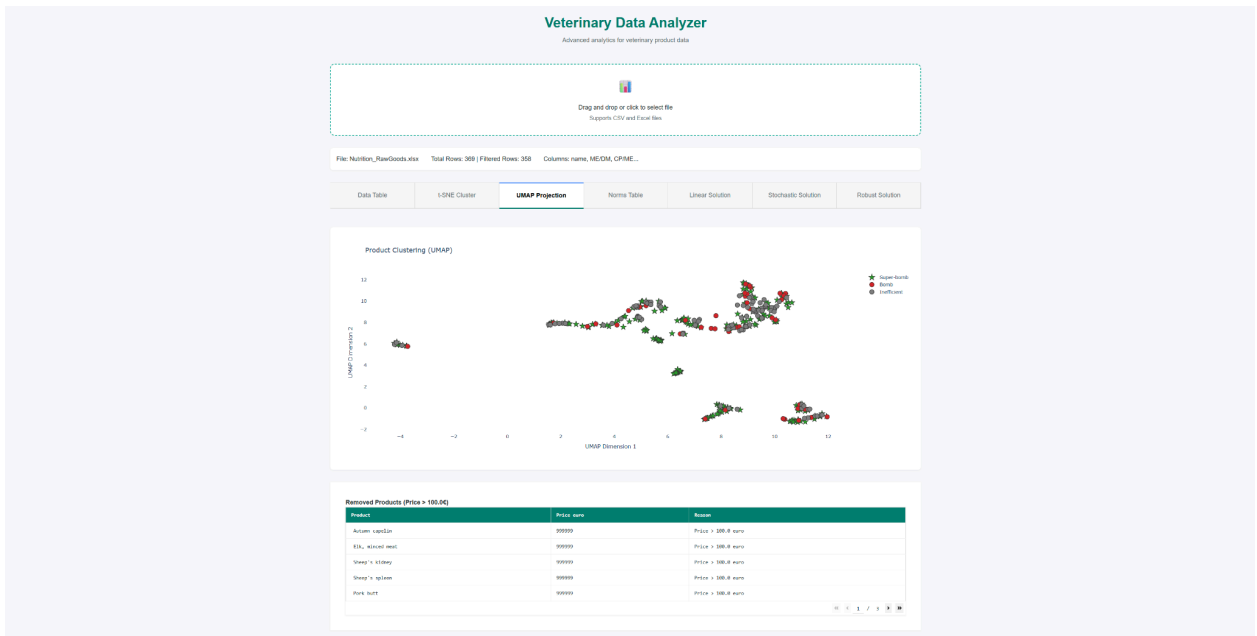 Veterinary Data Analyzer
Advanced analytics for veterinary product data
Drag and drop or click to select file
Supports CSV and Excel files
File: Nutrition_RawGoods.xlsx Total Rows: 369 | Filtered Rows: 358 Columns: name, ME/DM, CP/ME...
Data Table t-SNE Cluster UMAP Projection Norms Table Linear Solution Stochastic Solution Robust Solution
Product Clustering (UMAP)
Super-bomb
Bomb
Inefficient
12
10
8
6
4
2
0
−2
UMAP Dimension 2
−4 −2 0 2 4 6 8 10 12
UMAP Dimension 1
Removed Products (Price > 100.0€)
Product Price euro Reason
Autumn capelin 999999 Price > 100.0 euro
Elk, minced meat 999999 Price > 100.0 euro
Sheep's kidney 999999 Price > 100.0 euro
Sheep's spleen 999999 Price > 100.0 euro
Pork butt 999999 Price > 100.0 euro
1 / 3